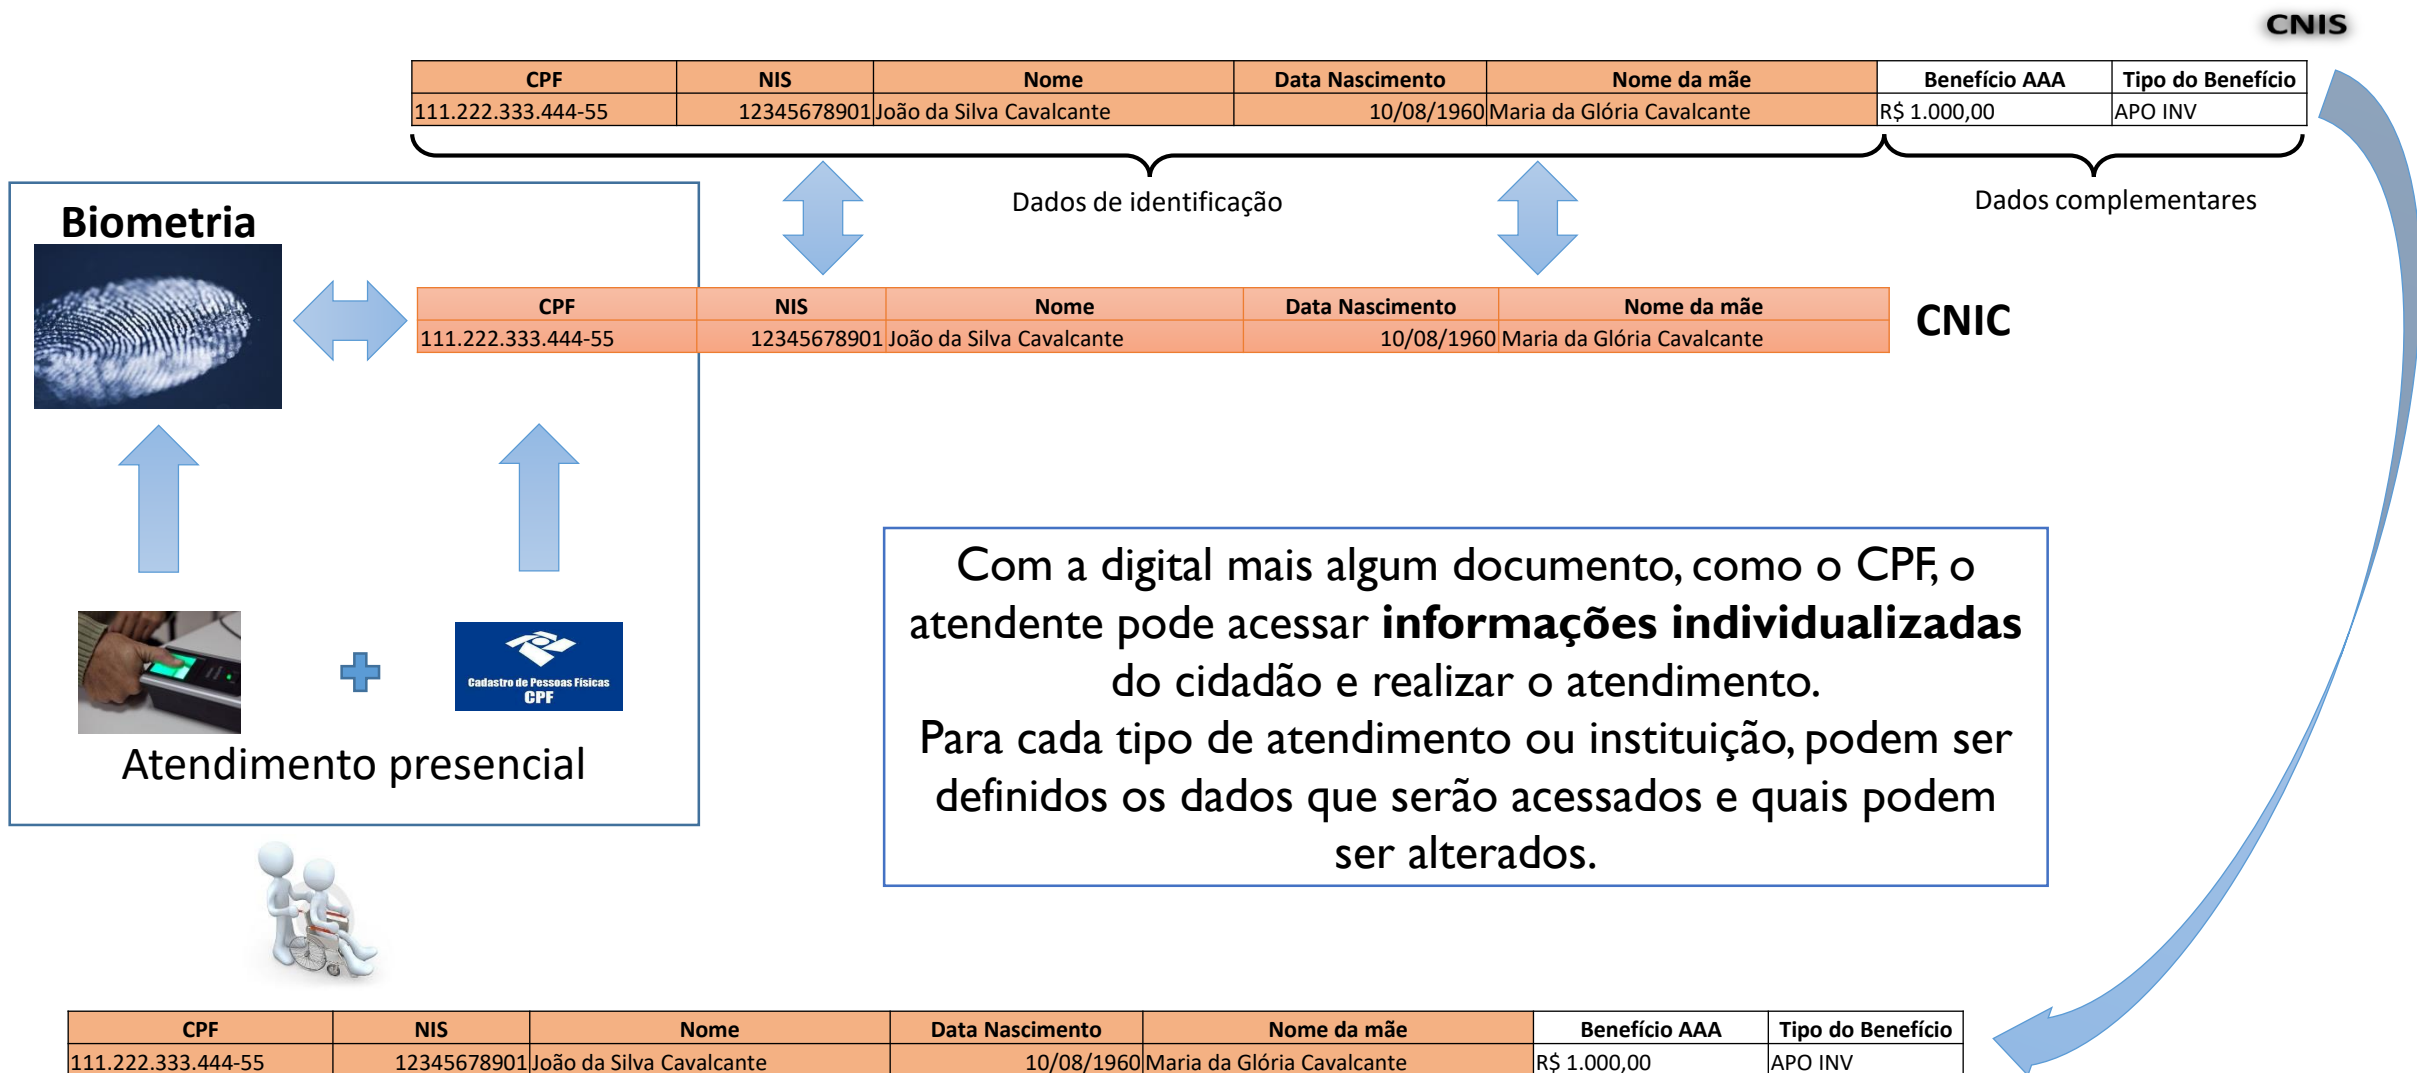 CNIS
CPF NIS Nome Data Nascimento Nome da mãe Benefício AAA Tipo do Benefício
111.222.333.444-55 12345678901 João da Silva Cavalcante 10/08/1960 Maria da Glória Cavalcante R$ 1.000,00 APO INV
Dados de identificação Dados complementares
Biometria
CPF NIS Nome Data Nascimento Nome da mãe
111.222.333.444-55 12345678901 João da Silva Cavalcante 10/08/1960 Maria da Glória Cavalcante
CNIC
Cadastro de Pessoas Físicas
CPF
Atendimento presencial
Com a digital mais algum documento, como o CPF, o
atendente pode acessar informações individualizadas
do cidadão e realizar o atendimento.
Para cada tipo de atendimento ou instituição, podem ser
definidos os dados que serão acessados e quais podem
ser alterados.
CPF NIS Nome Data Nascimento Nome da mãe Benefício AAA Tipo do Benefício
111.222.333.444-55 12345678901 João da Silva Cavalcante 10/08/1960 Maria da Glória Cavalcante R$ 1.000,00 APO INV